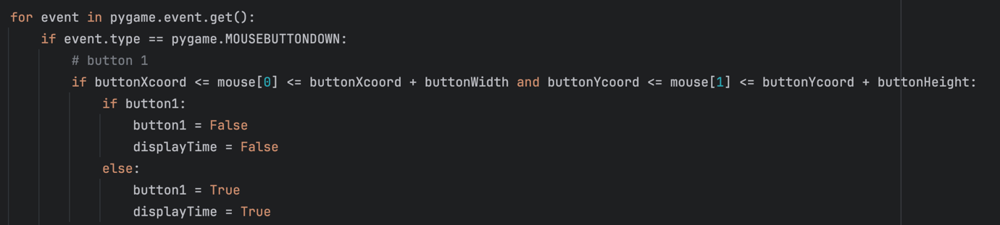 for event in pygame.event.get():
    if event.type == pygame.MOUSEBUTTONDOWN:
        # button 1
        if buttonXcoord <= mouse[0] <= buttonXcoord + buttonWidth and buttonYcoord <= mouse[1] <= buttonYcoord + buttonHeight:
            if button1:
                button1 = False
                displayTime = False
            else:
                button1 = True
                displayTime = True